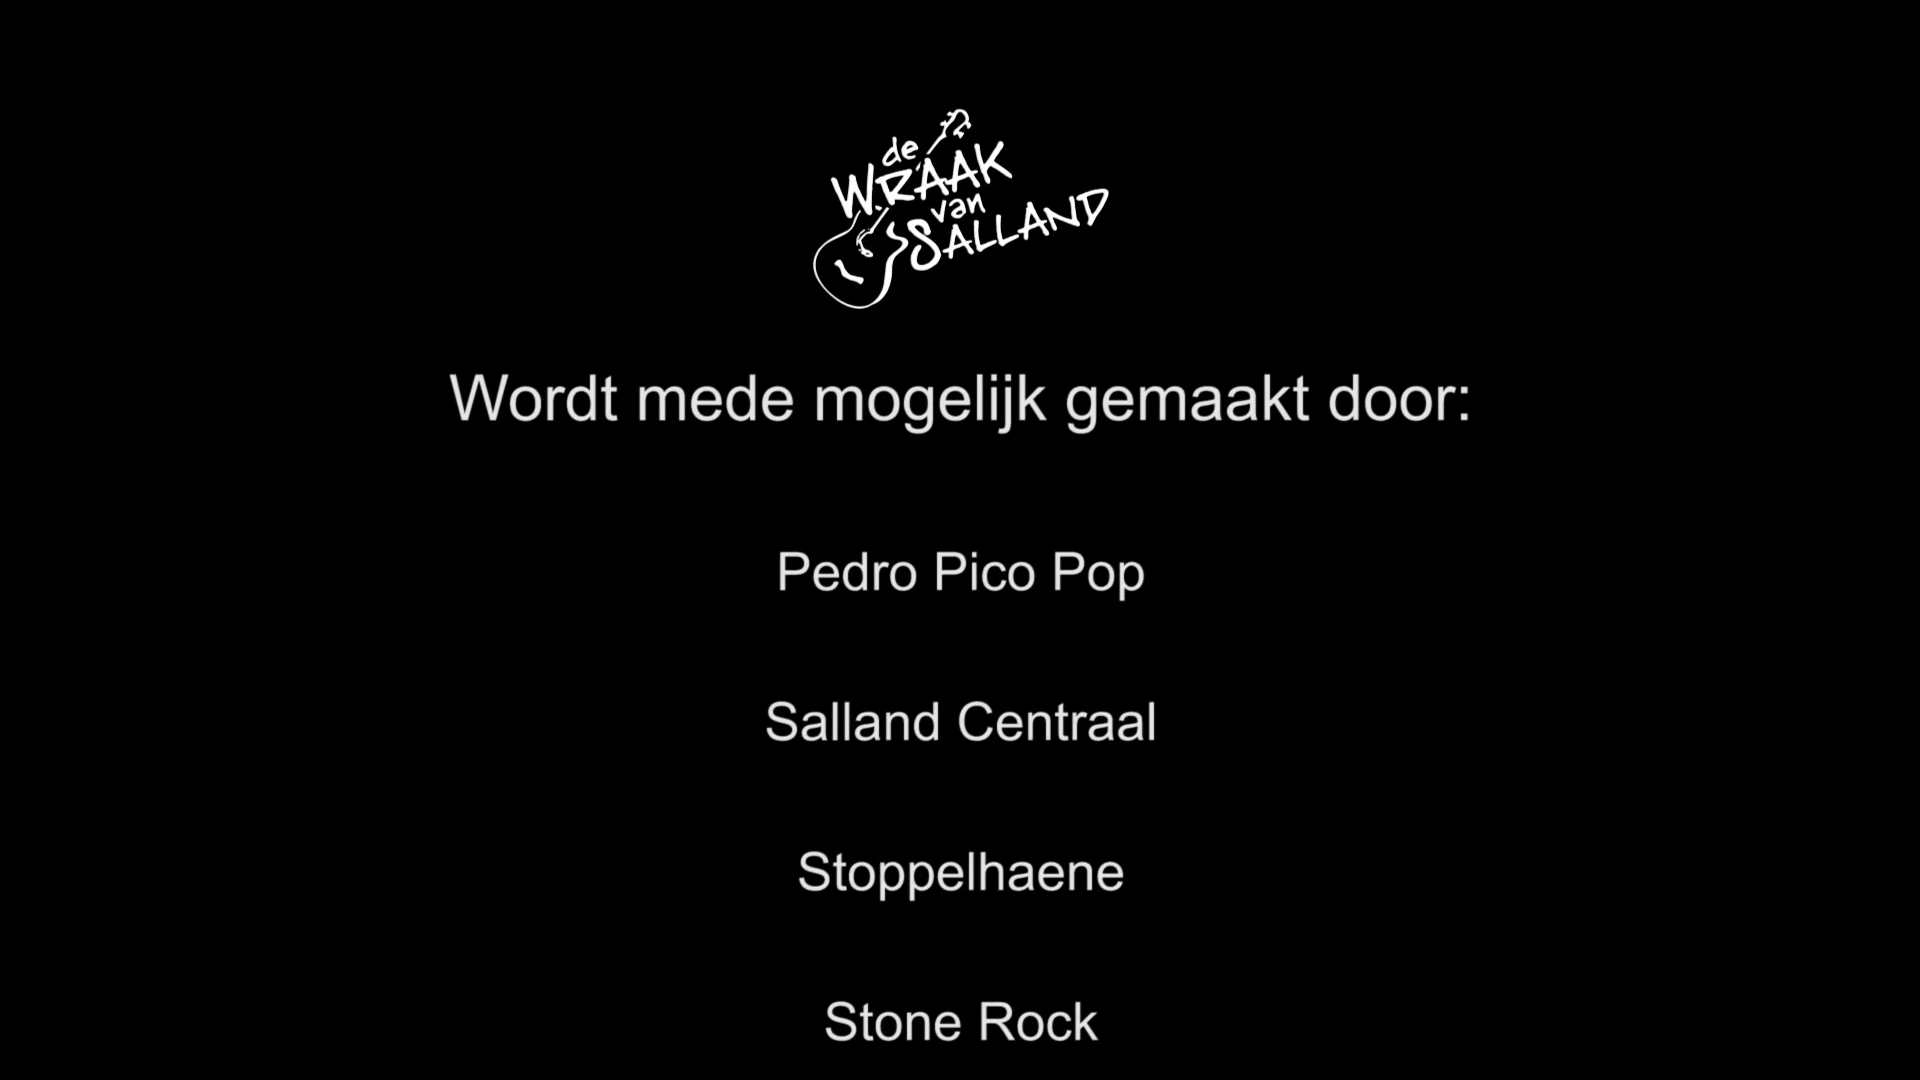 de
WRAAK
van
SALLAND
Wordt mede mogelijk gemaakt door:
Pedro Pico Pop
Salland Centraal
Stoppelhaene
Stone Rock